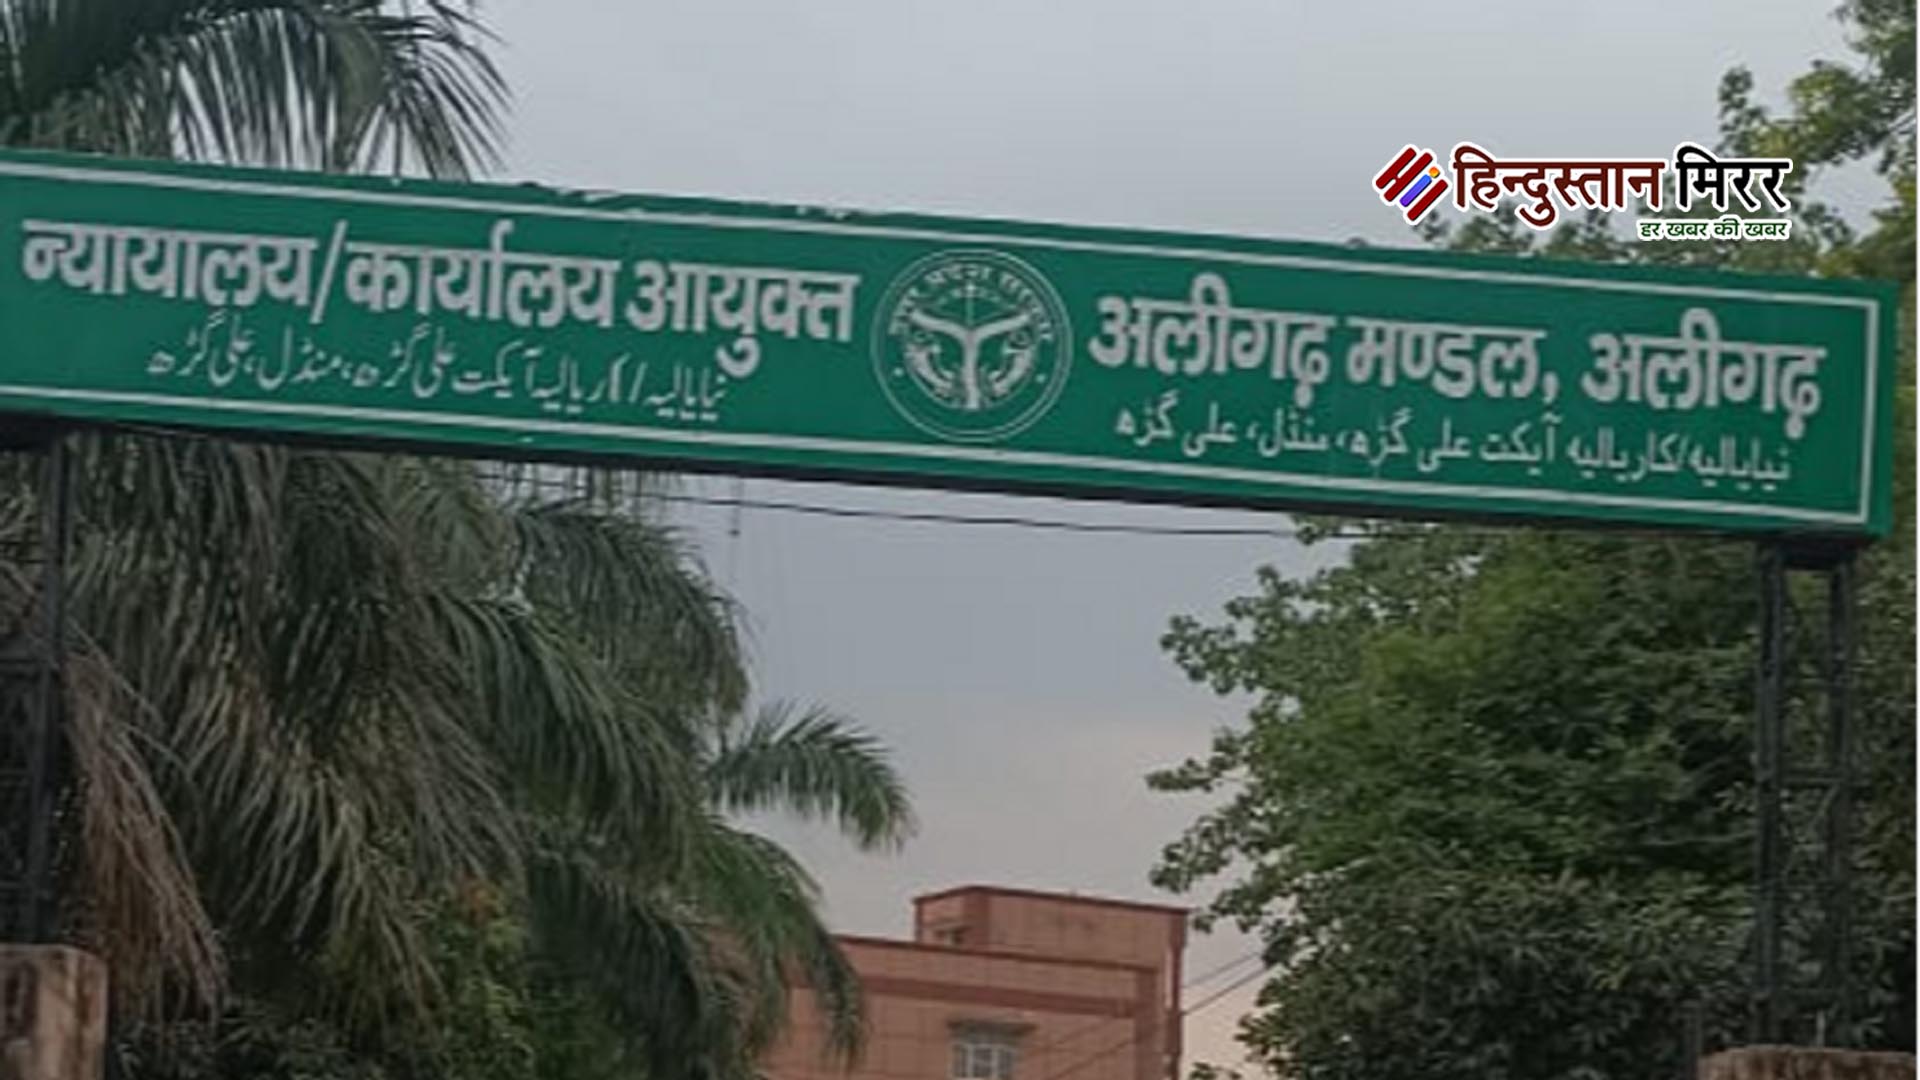 हिन्दुस्तान मिरर
हर खबर की खबर
न्यायालय/कार्यालय आयुक्त
अलीगढ़ मण्डल, अलीगढ़
نیایالیہ/کاریالیہ آیکت علی گڑھ، منڈل، علی گڑھ
نیایالیہ/کاریالیہ آیکت علی گڑھ، منڈل، علی گڑھ